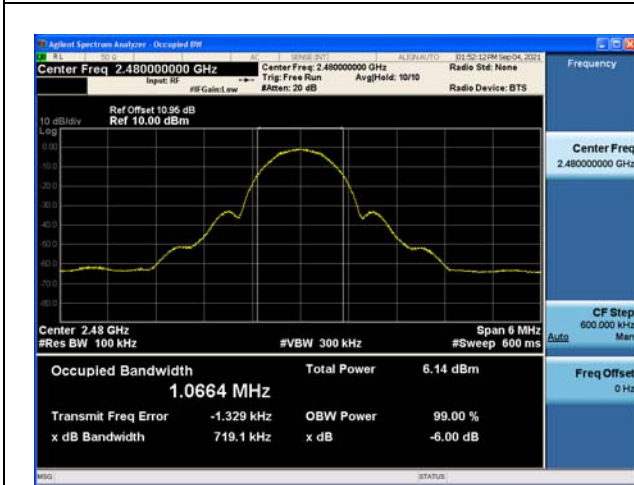 Agilent Spectrum Analyzer - Occupied BW
RL 50 Ω AC SENSE:INT ALIGN AUTO 01:52:12 PM Sep 04, 2021
Center Freq 2.480000000 GHz
Input: RF
#IFGain:Low
Center Freq: 2.480000000 GHz
Trig: Free Run Avg|Hold: 10/10
#Atten: 20 dB
Radio Std: None
Radio Device: BTS
Frequency
Ref Offset 10.95 dB
10 dB/div Ref 10.00 dBm
Log
0.00
-10.0
-20.0
-30.0
-40.0
-50.0
-60.0
-70.0
-80.0
Center Freq
2.480000000 GHz
Center 2.48 GHz Span 6 MHz
#Res BW 100 kHz #VBW 300 kHz #Sweep 600 ms
CF Step
600.000 kHz
Auto Man
Occupied Bandwidth Total Power 6.14 dBm
1.0664 MHz
Transmit Freq Error -1.329 kHz OBW Power 99.00 %
x dB Bandwidth 719.1 kHz x dB -6.00 dB
Freq Offset
0 Hz
MSG STATUS